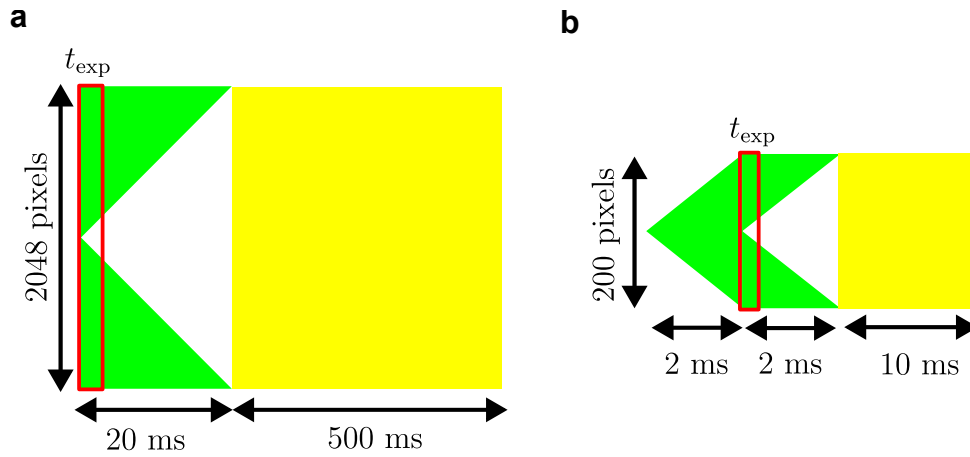 a
t_exp
2048 pixels
20 ms
500 ms
b
t_exp
200 pixels
2 ms
2 ms
10 ms